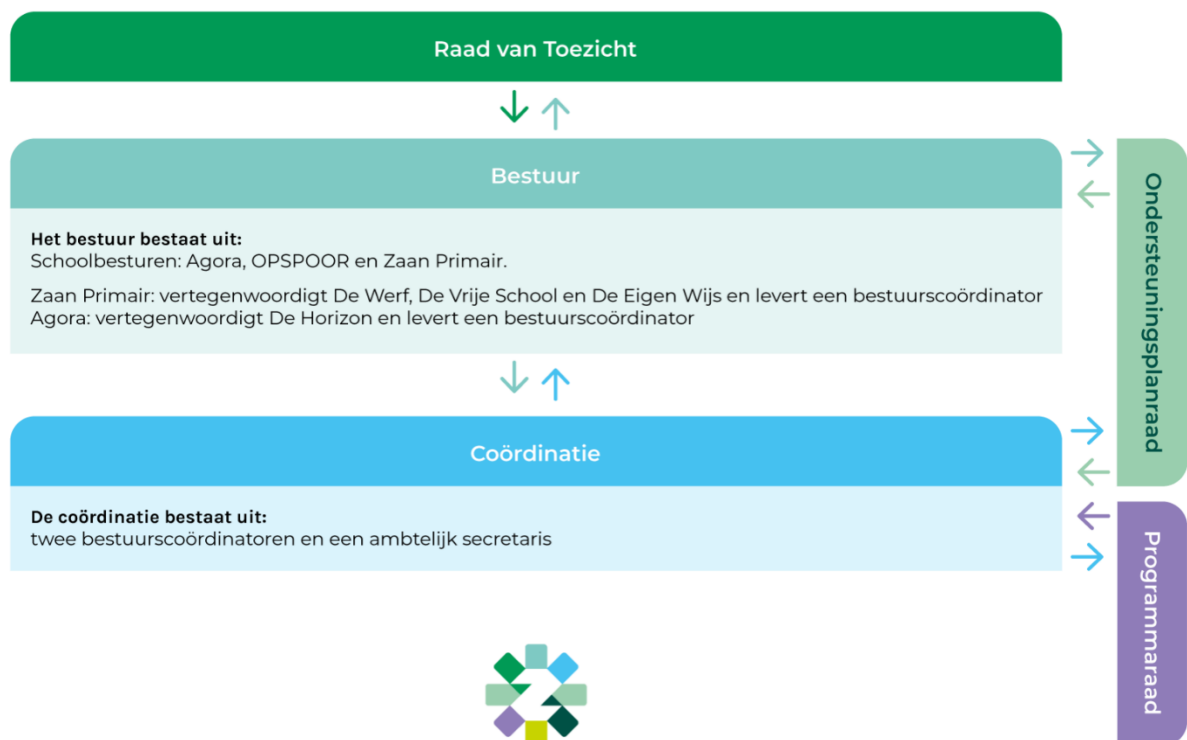 Raad van Toezicht
Bestuur
Het bestuur bestaat uit:
Schoolbesturen: Agora, OPSPOOR en Zaan Primair.
Zaan Primair: vertegenwoordigt De Werf, De Vrije School en De Eigen Wijs en levert een bestuurscoördinator
Agora: vertegenwoordigt De Horizon en levert een bestuurscoördinator
Ondersteuningsplanraad
Coördinatie
De coördinatie bestaat uit:
twee bestuurscoördinatoren en een ambtelijk secretaris
Programmaraad